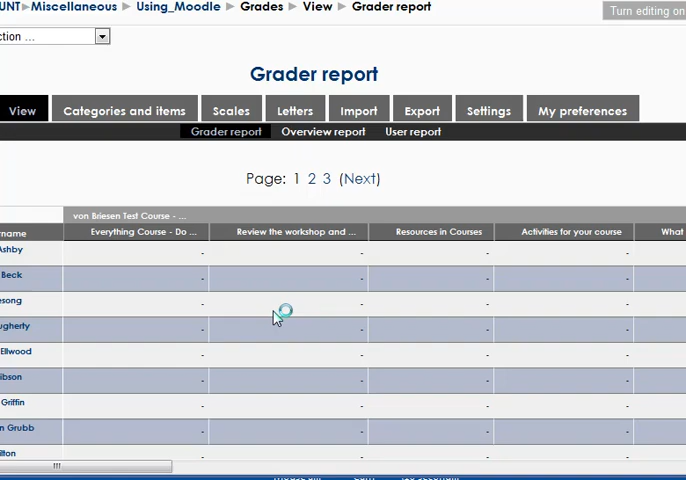 UNT ▶ Miscellaneous ▶ Using_Moodle ▶ Grades ▶ View ▶ Grader report
Turn editing on
ction ...
Grader report
View Categories and items Scales Letters Import Export Settings My preferences
Grader report Overview report User report
Page: 1 2 3 (Next)
von Briesen Test Course - ...
rname Everything Course - Do ... Review the workshop and ... Resources in Courses Activities for your course What
Ashby - - - -
Beck - - - -
esong - - - -
ugherty - - - -
Ellwood - - - -
ibson - - - -
Griffin - - - -
n Grubb - - - -
ilton - - - -